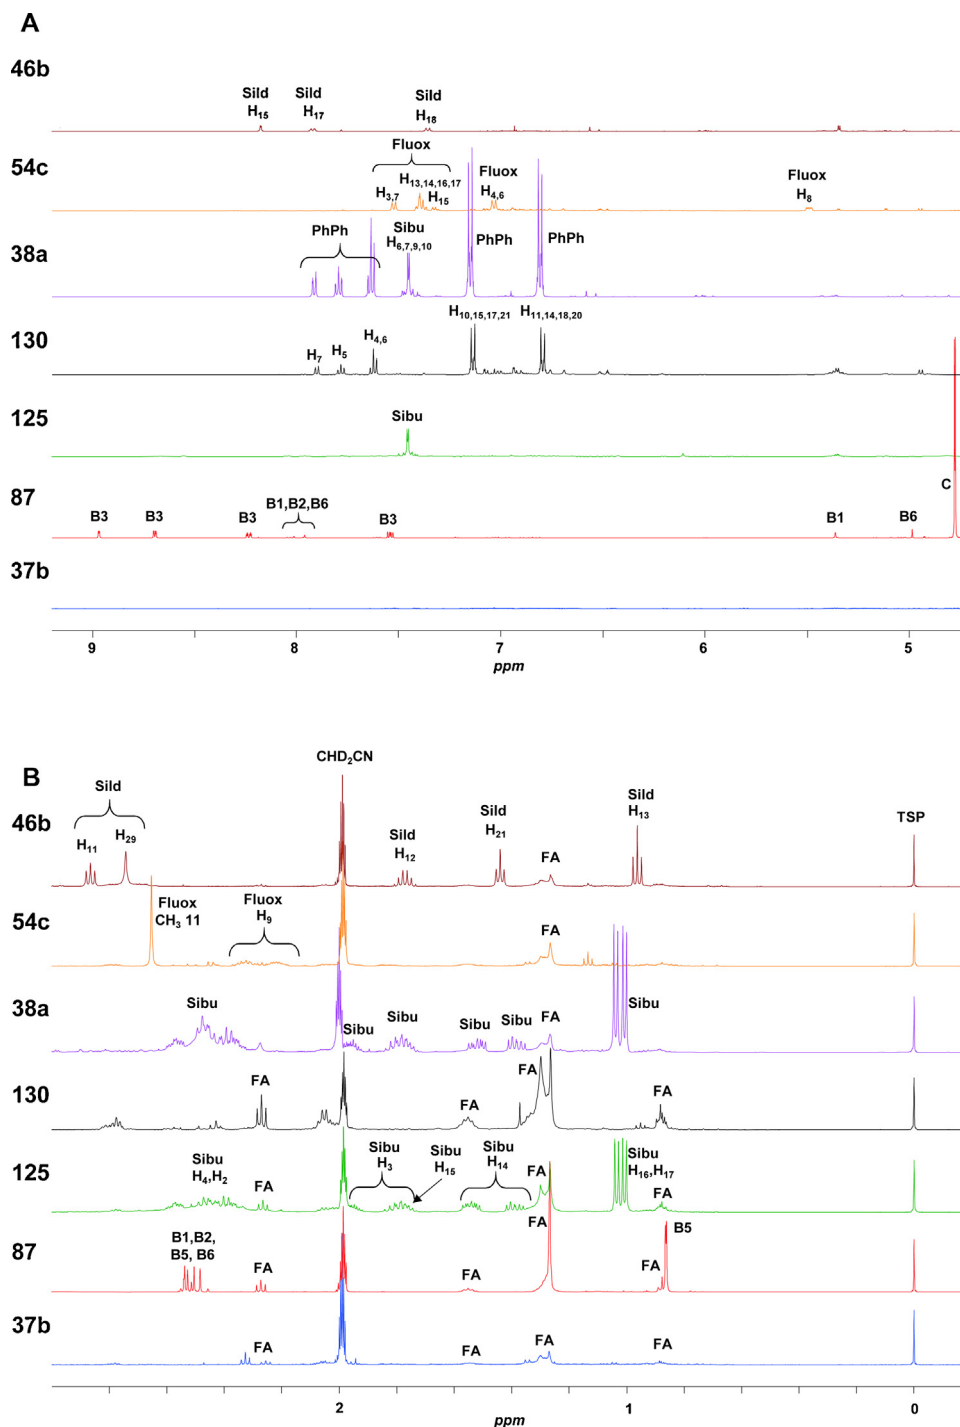 A
46b
Sild
H15
Sild
H17
Sild
H18
54c
Fluox
H3,7
H13,14,16,17
H15
Fluox
H4,6
Fluox
H8
38a
PhPh
Sibu
H6,7,9,10
PhPh
PhPh
130
H7
H5
H4,6
H10,15,17,21
H11,14,18,20
125
Sibu
87
B3
B3
B3
B1,B2,B6
B3
B1
B6
C
37b
9
8
7
6
5
ppm
B
46b
Sild
H11
H29
CHD2CN
Sild
H12
Sild
H21
FA
Sild
H13
TSP
54c
Fluox
CH3 11
Fluox
H9
FA
38a
Sibu
Sibu
Sibu
Sibu
Sibu
FA
Sibu
130
FA
FA
FA
FA
125
Sibu
H4,H2
FA
Sibu
H3
Sibu
H15
Sibu
H14
FA
Sibu
H16,H17
FA
87
B1,B2,
B5, B6
FA
FA
FA
FA
B5
37b
FA
FA
FA
FA
2
1
0
ppm